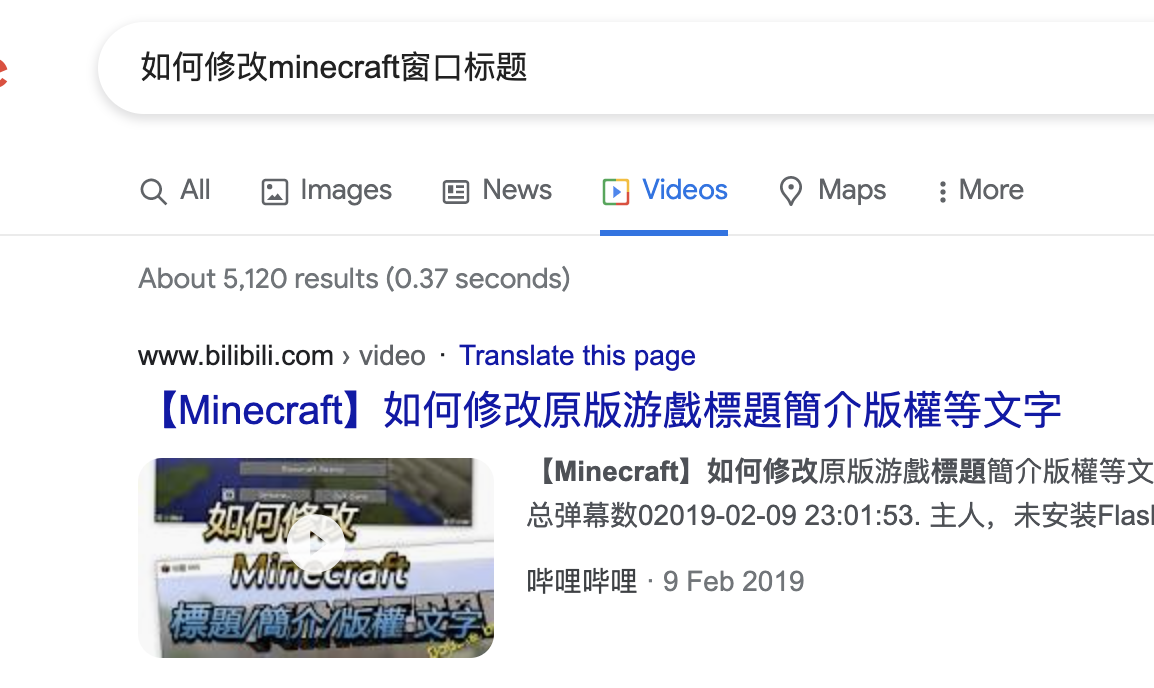 如何修改minecraft窗口标题
All Images News Videos Maps More
About 5,120 results (0.37 seconds)
www.bilibili.com › video · Translate this page
【Minecraft】如何修改原版游戲標題簡介版權等文字
【Minecraft】如何修改原版游戲標題簡介版權等文
总弹幕数02019-02-09 23:01:53. 主人，未安装Flash
哔哩哔哩 · 9 Feb 2019
如何修改
Minecraft
標題/簡介/版權 文字